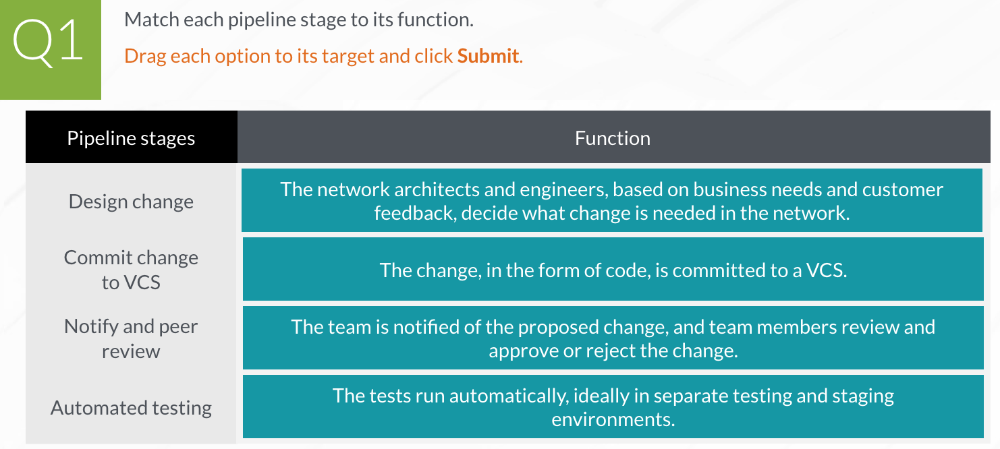 Q1
Match each pipeline stage to its function.
Drag each option to its target and click Submit.
Pipeline stages
Function
Design change
The network architects and engineers, based on business needs and customer
feedback, decide what change is needed in the network.
Commit change
to VCS
The change, in the form of code, is committed to a VCS.
Notify and peer
review
The team is notified of the proposed change, and team members review and
approve or reject the change.
Automated testing
The tests run automatically, ideally in separate testing and staging
environments.